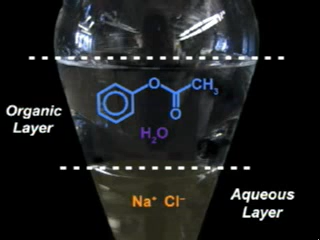 O
CH₃
O
H₂O
Organic
Layer
Na⁺ Cl⁻
Aqueous
Layer